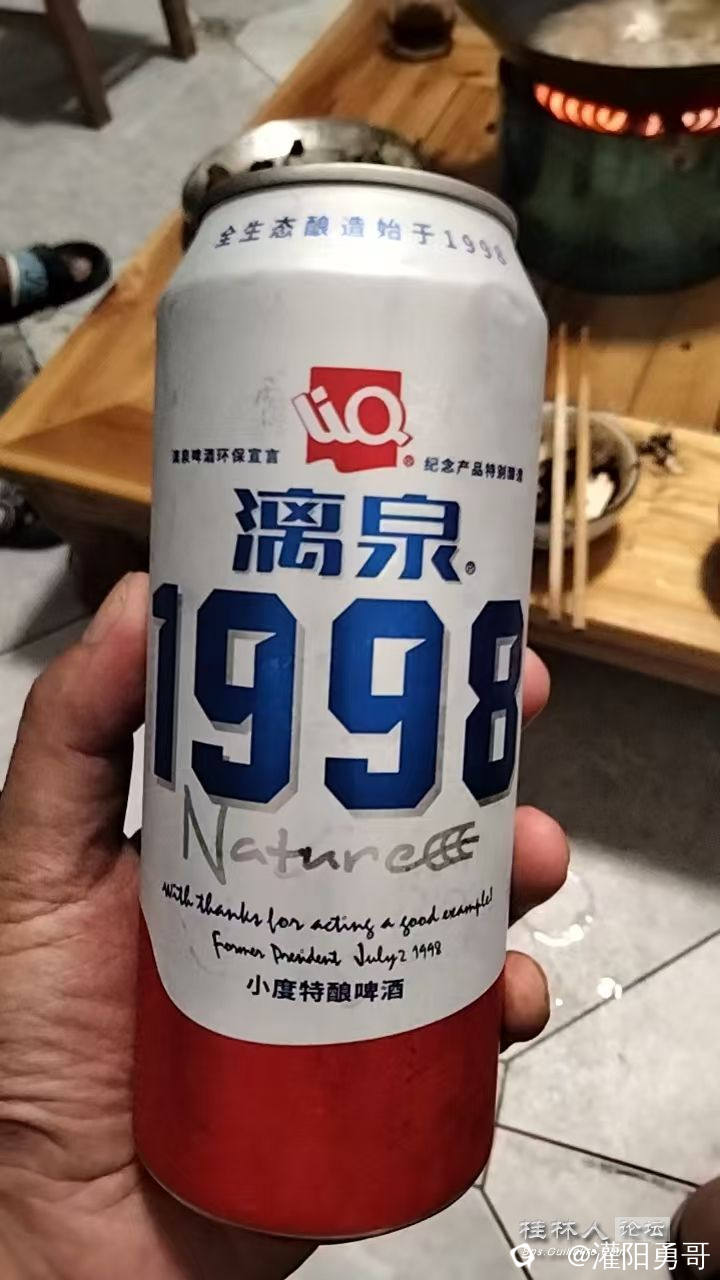 全生态酿造始于1998
LiQ
®
漓泉啤酒环保宣言
纪念产品特别酿造
漓泉®
1998
Nature
With thanks for acting a good example!
Former President July 2 1998
小度特酿啤酒
桂林人论坛
@灌阳勇哥